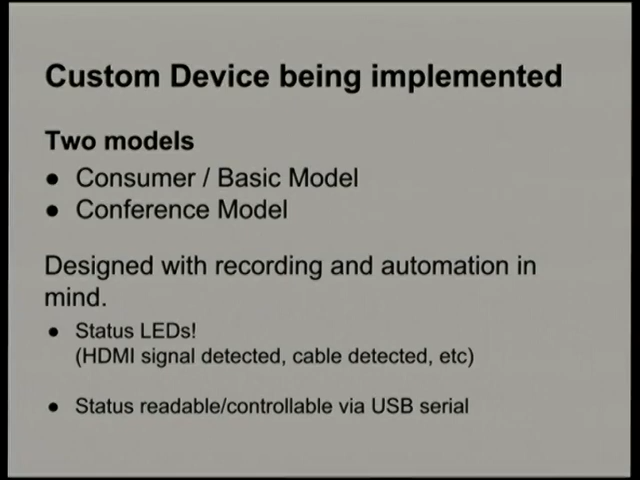 Custom Device being implemented
Two models
● Consumer / Basic Model
● Conference Model
Designed with recording and automation in
mind.
● Status LEDs!
(HDMI signal detected, cable detected, etc)
● Status readable/controllable via USB serial